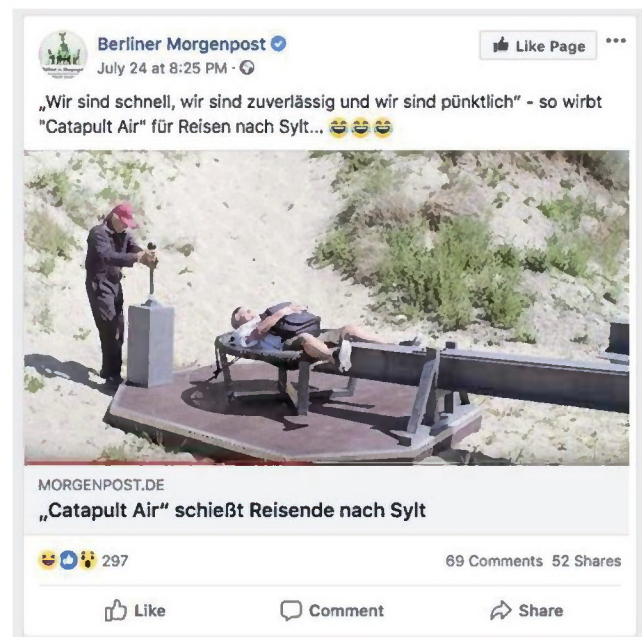 Berliner Morgenpost
Like Page
July 24 at 8:25 PM ·
„Wir sind schnell, wir sind zuverlässig und wir sind pünktlich" - so wirbt
"Catapult Air" für Reisen nach Sylt... 😂😂😂
MORGENPOST.DE
„Catapult Air" schießt Reisende nach Sylt
297
69 Comments 52 Shares
Like Comment Share